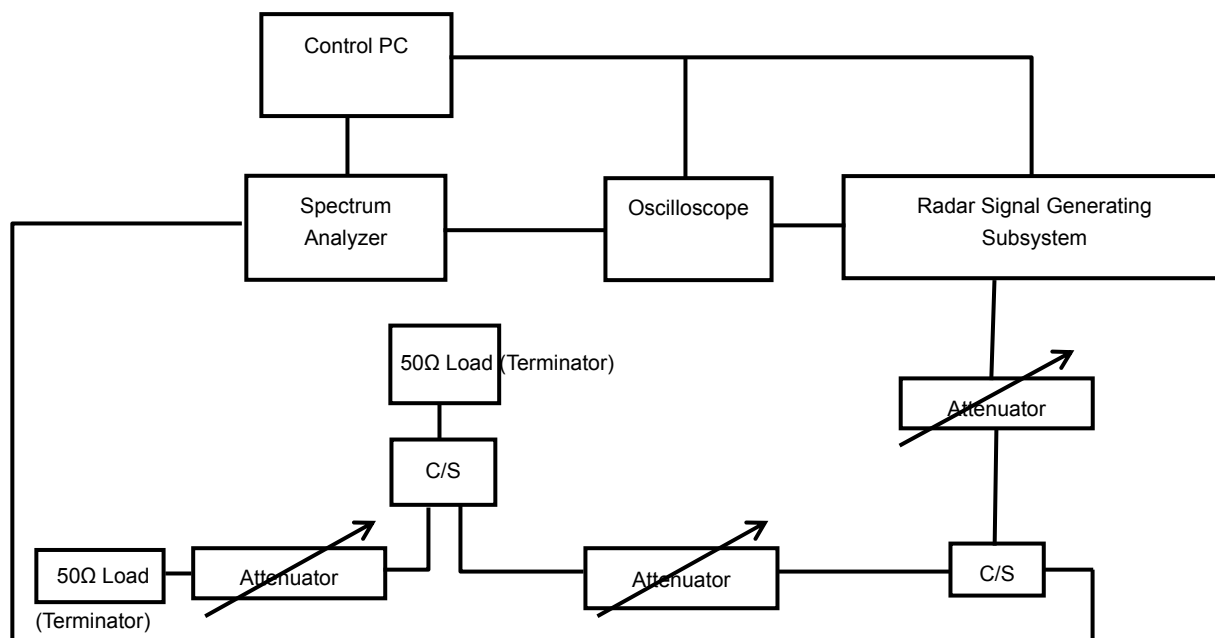 Control PC
Spectrum
Analyzer
Oscilloscope
Radar Signal Generating
Subsystem
50Ω Load (Terminator)
Attenuator
C/S
50Ω Load
(Terminator)
Attenuator
Attenuator
C/S